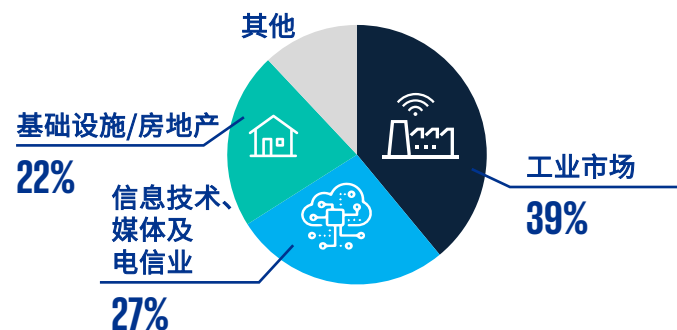 其他
基础设施/房地产
22%
信息技术、
媒体及
电信业
27%
工业市场
39%